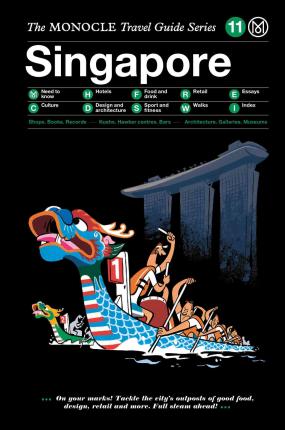 The MONOCLE Travel Guide Series 11 M
Singapore
M Need to know H Hotels F Food and drink R Retail E Essays
C Culture D Design and architecture S Sport and fitness W Walks I Index
Shops, Books, Records — Kuehs, Hawker centres, Bars — Architecture, Galleries, Museums
1
••• On your marks! Tackle the city's outposts of good food,
design, retail and more. Full steam ahead! •••